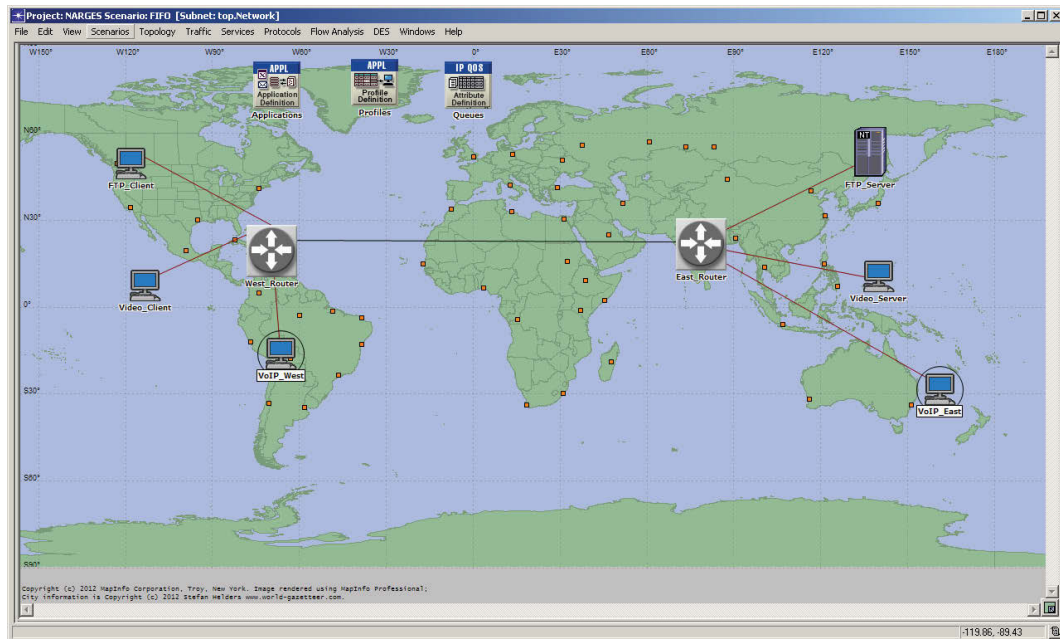 Project: NARGES Scenario: FIFO [Subnet: top.Network]
File Edit View Scenarios Topology Traffic Services Protocols Flow Analysis DES Windows Help
W150° W120° W90° W60° W30° 0° E30° E60° E90° E120° E150° E180°
APPL
Application
Definition
Applications
APPL
Profile
Definition
Profiles
IP QOS
Attribute
Definition
Queues
N60°
NT
FTP_Client
FTP_Server
N30°
West_Router
East_Router
Video_Client
Video_Server
0°
VoIP_West
VoIP_East
S30°
S60°
S90°
Copyright (c) 2012 MapInfo Corporation, Troy, New York. Image rendered using MapInfo Professional;
City information is Copyright (c) 2012 Stefan Helders www.world-gazetteer.com.
-119.86, -89.43